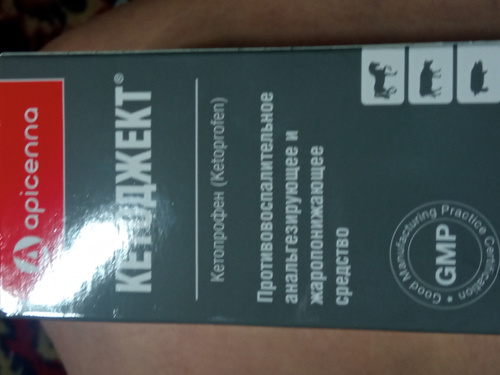 apicenna
КЕТОДЖЕКТ®
Кетопрофен (Ketoprofen)
Противовоспалительное
анальгезирующее и
жаропонижающее
средство
Good Manufacturing Practice Certification
GMP